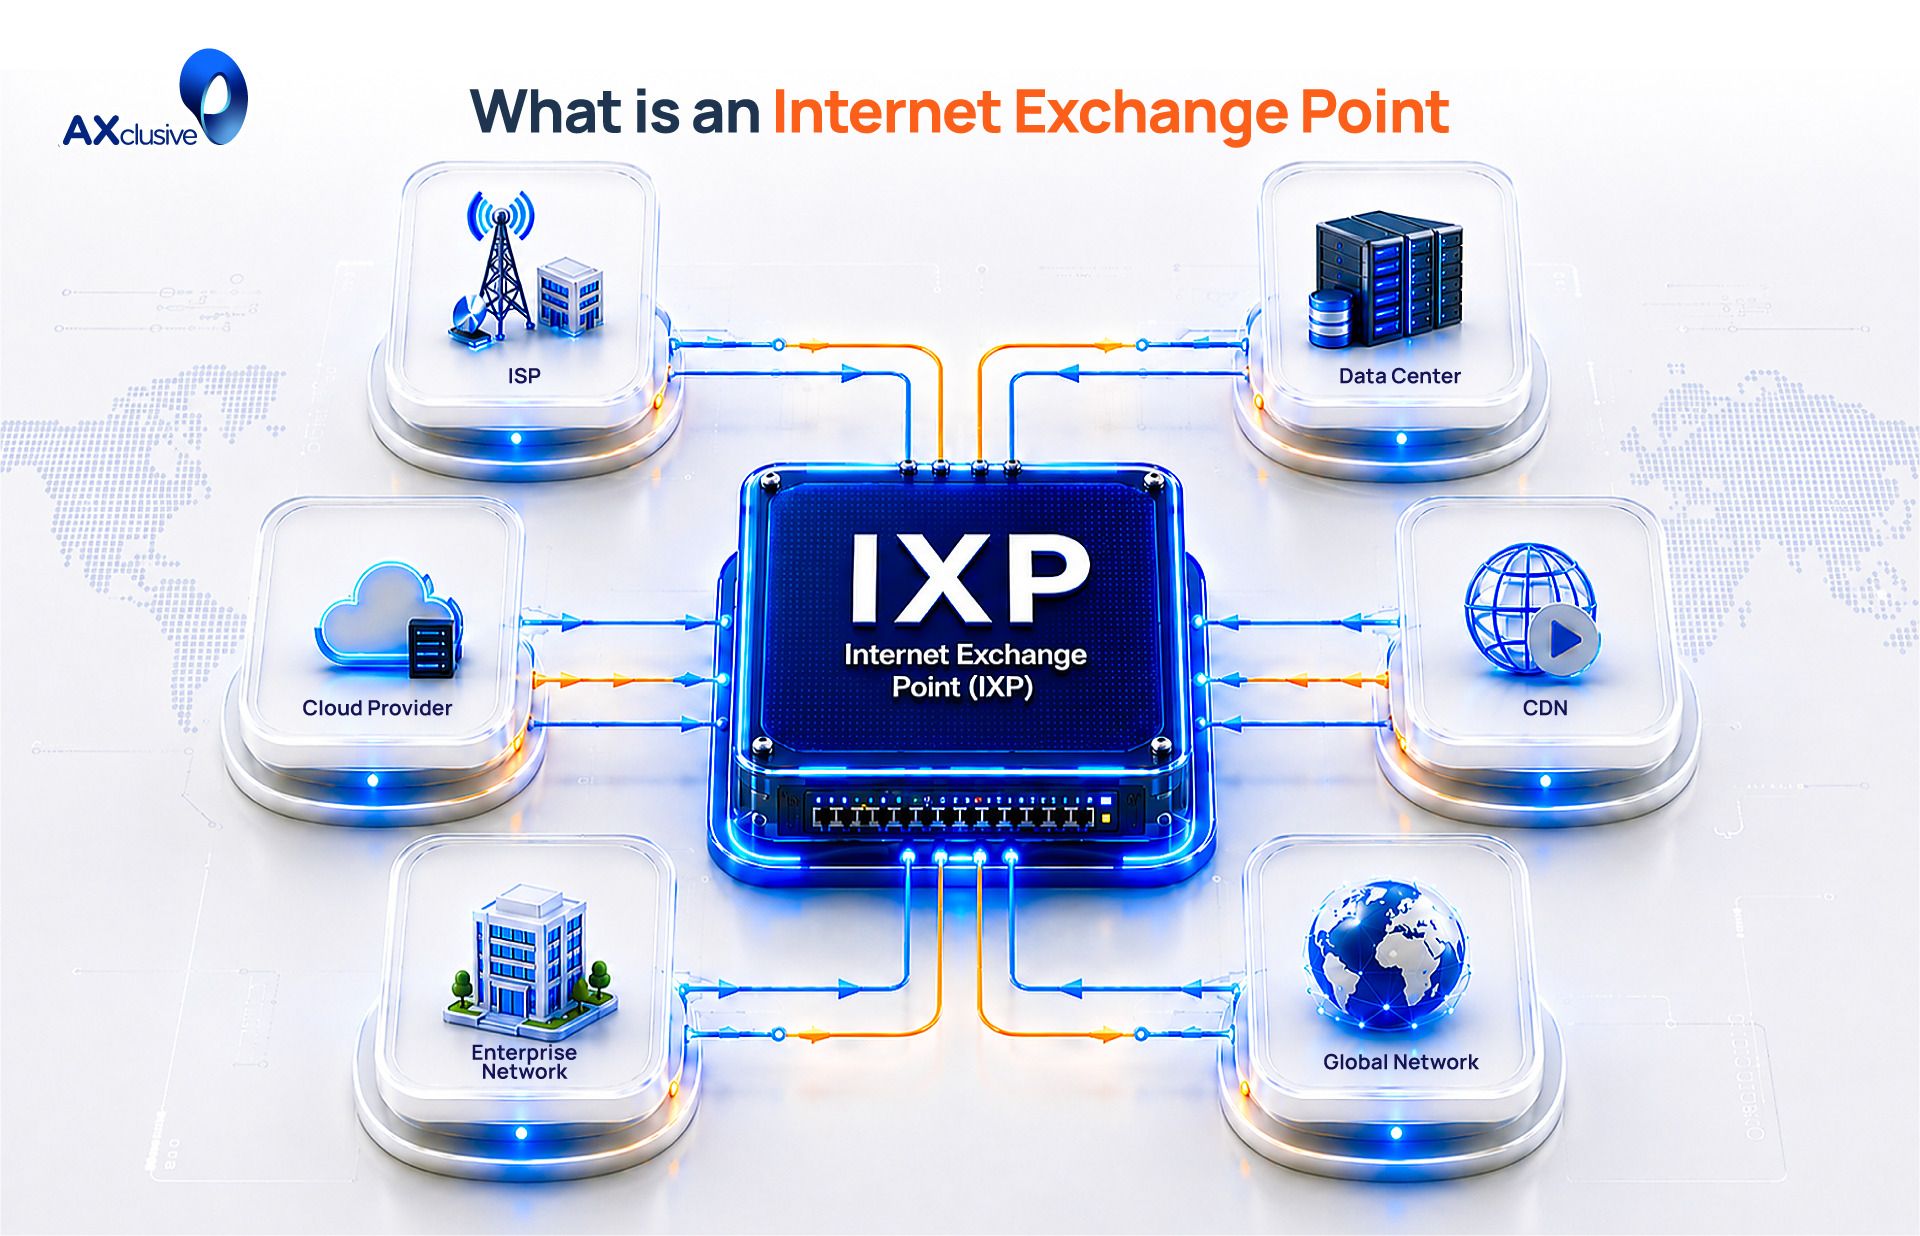 AXclusive
What is an Internet Exchange Point
ISP
Data Center
IXP
Internet Exchange
Point (IXP)
Cloud Provider
CDN
Enterprise
Network
Global Network